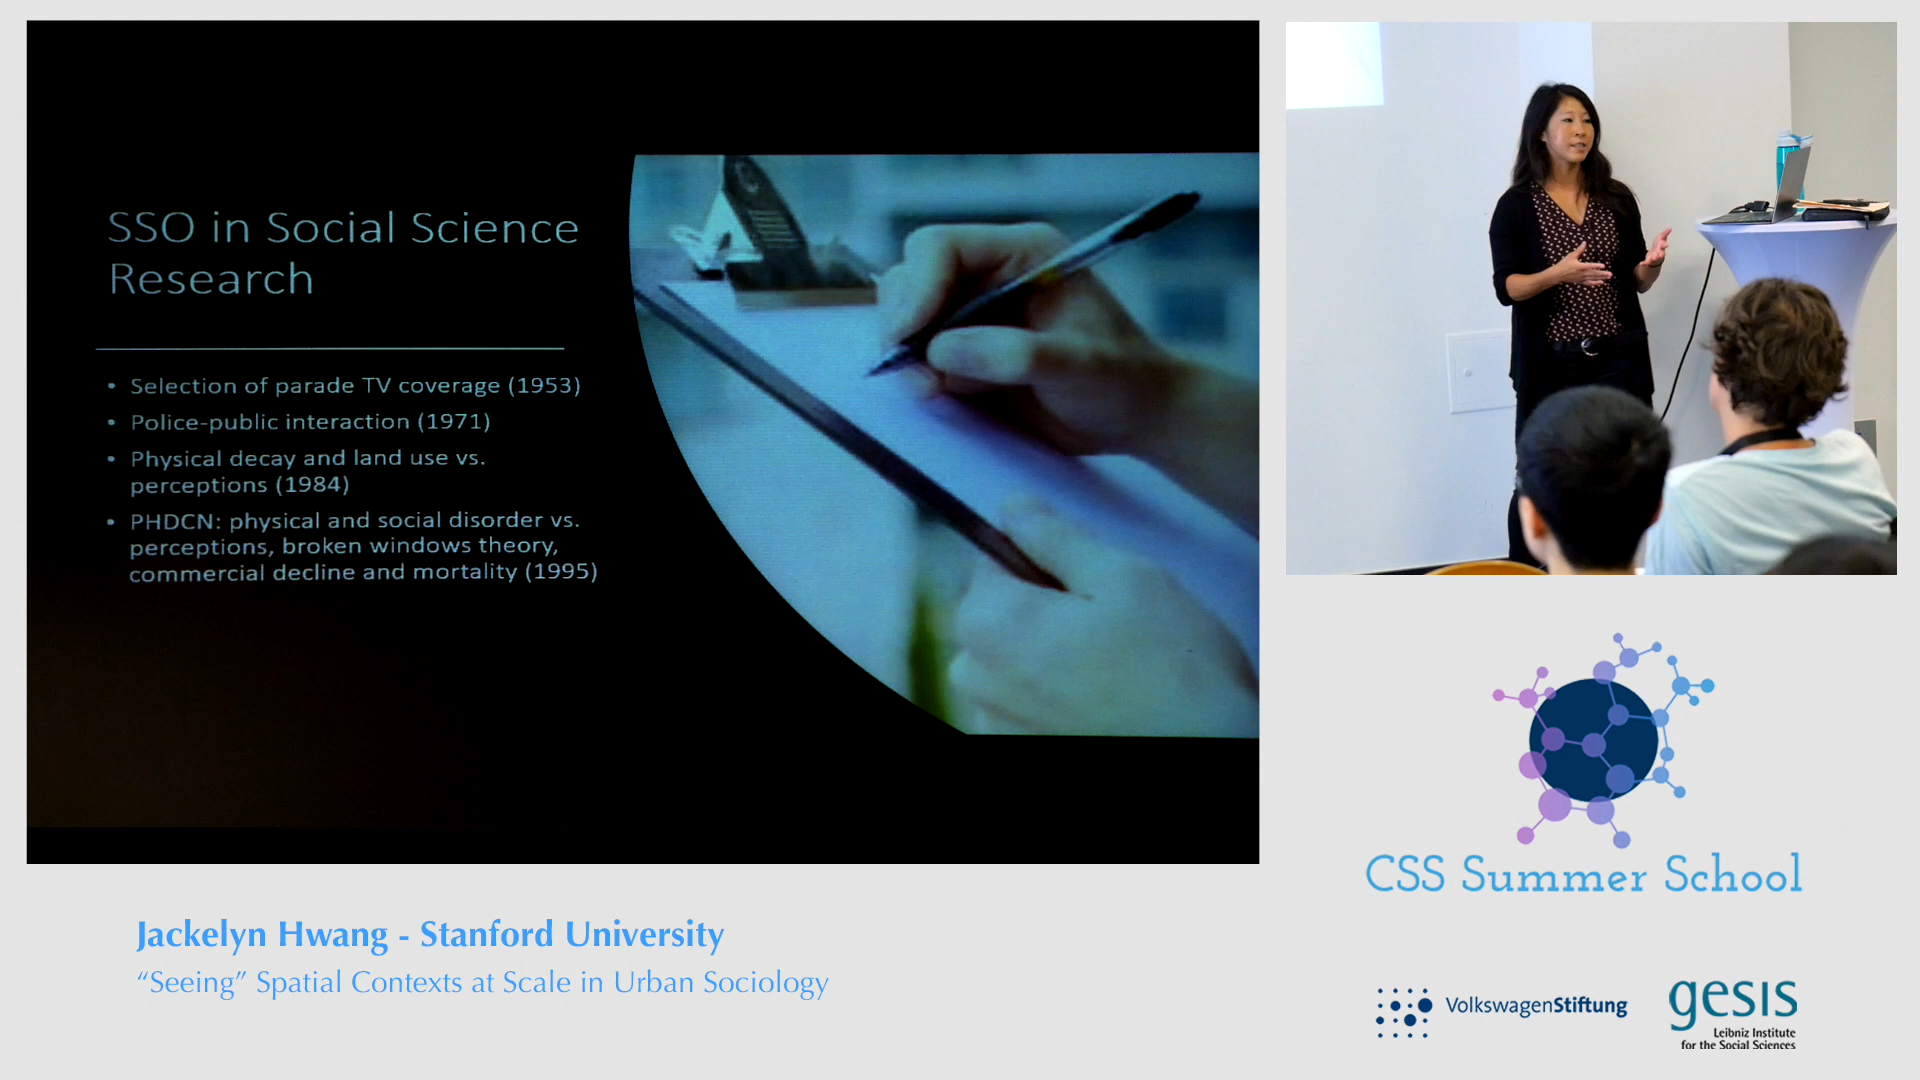 SSO in Social Science
Research
• Selection of parade TV coverage (1953)
• Police-public interaction (1971)
• Physical decay and land use vs.
perceptions (1984)
• PHDCN: physical and social disorder vs.
perceptions, broken windows theory,
commercial decline and mortality (1995)
Jackelyn Hwang - Stanford University
“Seeing” Spatial Contexts at Scale in Urban Sociology
CSS Summer School
VolkswagenStiftung
gesis
Leibniz Institute
for the Social Sciences